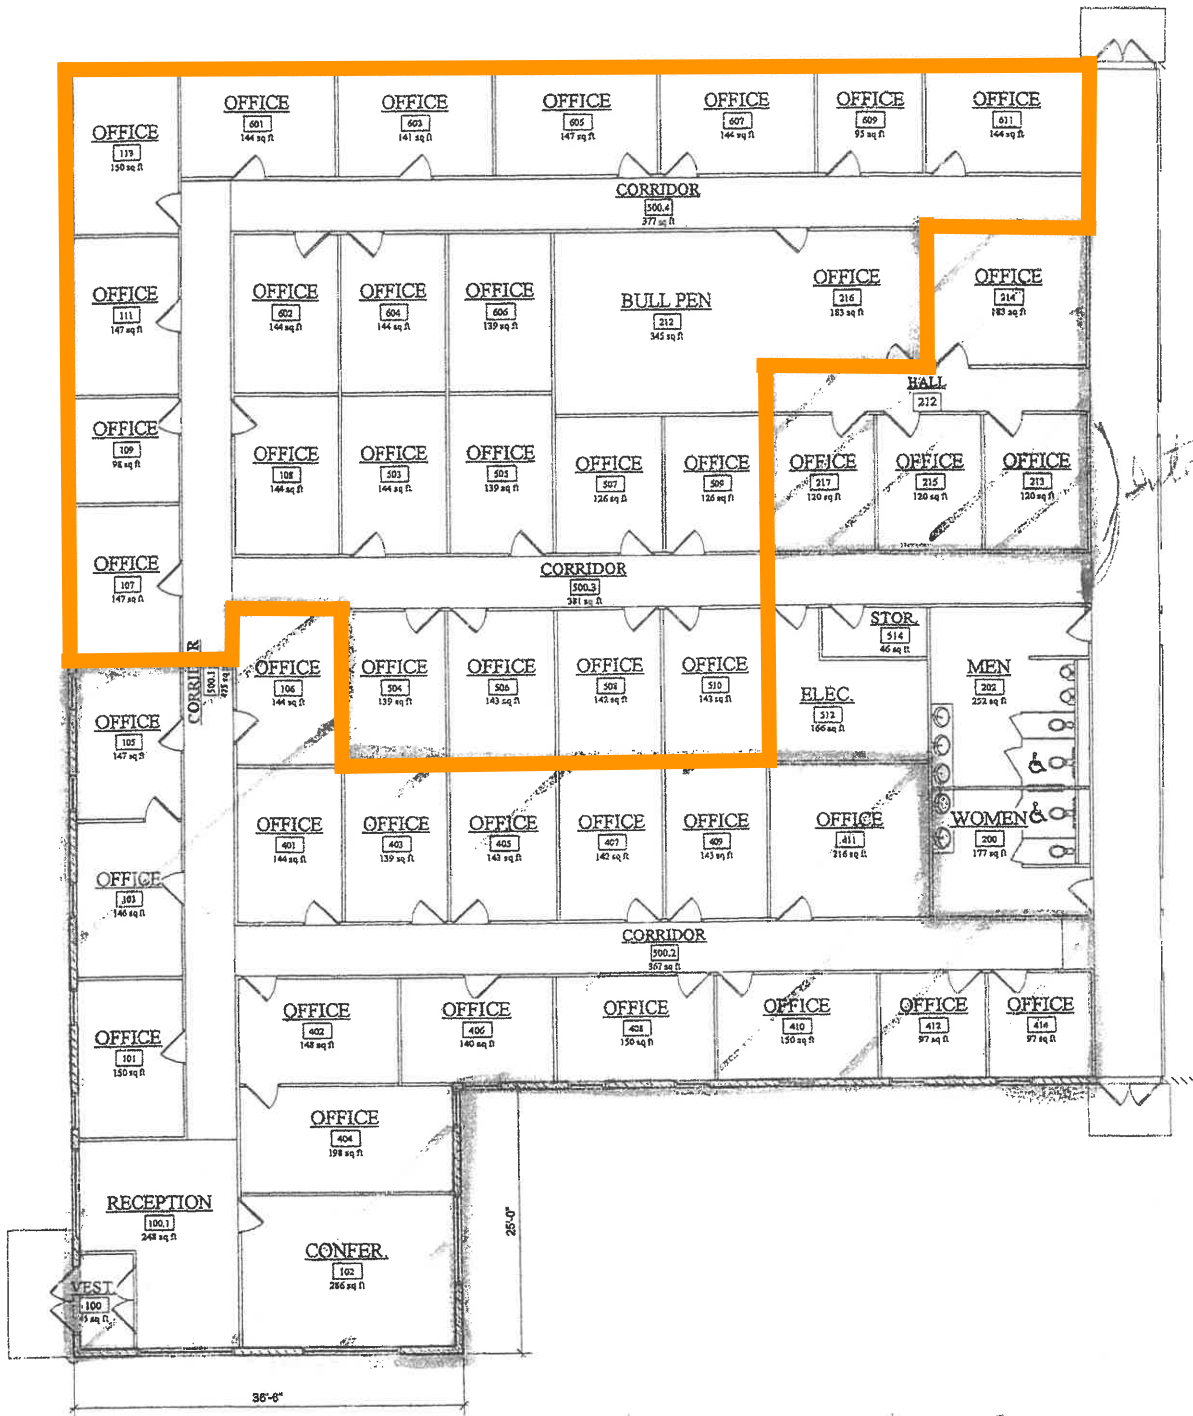 OFFICE
113
150 sq ft
OFFICE
601
144 sq ft
OFFICE
603
141 sq ft
OFFICE
605
147 sq ft
OFFICE
607
144 sq ft
OFFICE
609
95 sq ft
OFFICE
611
144 sq ft
CORRIDOR
500.4
377 sq ft
OFFICE
111
147 sq ft
OFFICE
602
144 sq ft
OFFICE
604
144 sq ft
OFFICE
606
139 sq ft
BULL PEN
212
345 sq ft
OFFICE
216
183 sq ft
OFFICE
214
183 sq ft
HALL
212
OFFICE
109
98 sq ft
OFFICE
108
144 sq ft
OFFICE
503
144 sq ft
OFFICE
505
139 sq ft
OFFICE
507
126 sq ft
OFFICE
509
126 sq ft
OFFICE
217
120 sq ft
OFFICE
215
120 sq ft
OFFICE
213
120 sq ft
OFFICE
107
147 sq ft
CORRIDOR
500.3
381 sq ft
CORRIDOR
500.1
OFFICE
106
144 sq ft
OFFICE
504
139 sq ft
OFFICE
506
143 sq ft
OFFICE
508
142 sq ft
OFFICE
510
143 sq ft
STOR.
514
46 sq ft
ELEC.
512
166 sq ft
MEN
202
252 sq ft
OFFICE
105
147 sq ft
OFFICE
401
144 sq ft
OFFICE
403
139 sq ft
OFFICE
405
143 sq ft
OFFICE
407
142 sq ft
OFFICE
409
143 sq ft
OFFICE
411
216 sq ft
WOMEN
200
177 sq ft
OFFICE
103
146 sq ft
CORRIDOR
500.2
367 sq ft
OFFICE
101
150 sq ft
OFFICE
402
148 sq ft
OFFICE
406
140 sq ft
OFFICE
408
150 sq ft
OFFICE
410
150 sq ft
OFFICE
412
97 sq ft
OFFICE
414
97 sq ft
OFFICE
404
198 sq ft
RECEPTION
100.1
248 sq ft
CONFER.
102
286 sq ft
VEST.
100
45 sq ft
25'-0"
36'-6"